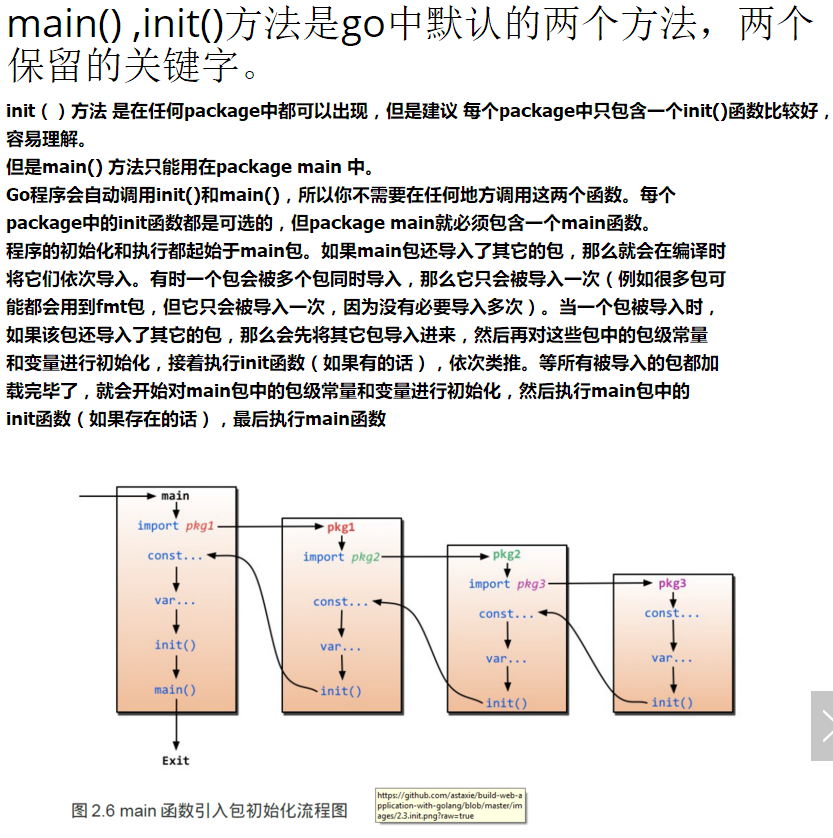 main() ,init()方法是go中默认的两个方法，两个
保留的关键字。
init（）方法 是在任何package中都可以出现，但是建议 每个package中只包含一个init()函数比较好，
容易理解。
但是main() 方法只能用在package main 中。
Go程序会自动调用init()和main()，所以你不需要在任何地方调用这两个函数。每个
package中的init函数都是可选的，但package main就必须包含一个main函数。
程序的初始化和执行都起始于main包。如果main包还导入了其它的包，那么就会在编译时
将它们依次导入。有时一个包会被多个包同时导入，那么它只会被导入一次（例如很多包可
能都会用到fmt包，但它只会被导入一次，因为没有必要导入多次）。当一个包被导入时，
如果该包还导入了其它的包，那么会先将其它包导入进来，然后再对这些包中的包级常量
和变量进行初始化，接着执行init函数（如果有的话），依次类推。等所有被导入的包都加
载完毕了，就会开始对main包中的包级常量和变量进行初始化，然后执行main包中的
init函数（如果存在的话），最后执行main函数
main
import pkg1
const...
var...
init()
main()
Exit
pkg1
import pkg2
const...
var...
init()
pkg2
import pkg3
const...
var...
init()
pkg3
const...
var...
init()
图 2.6 main 函数引入包初始化流程图
https://github.com/astaxie/build-web-a
pplication-with-golang/blob/master/im
ages/2.3.init.png?raw=true